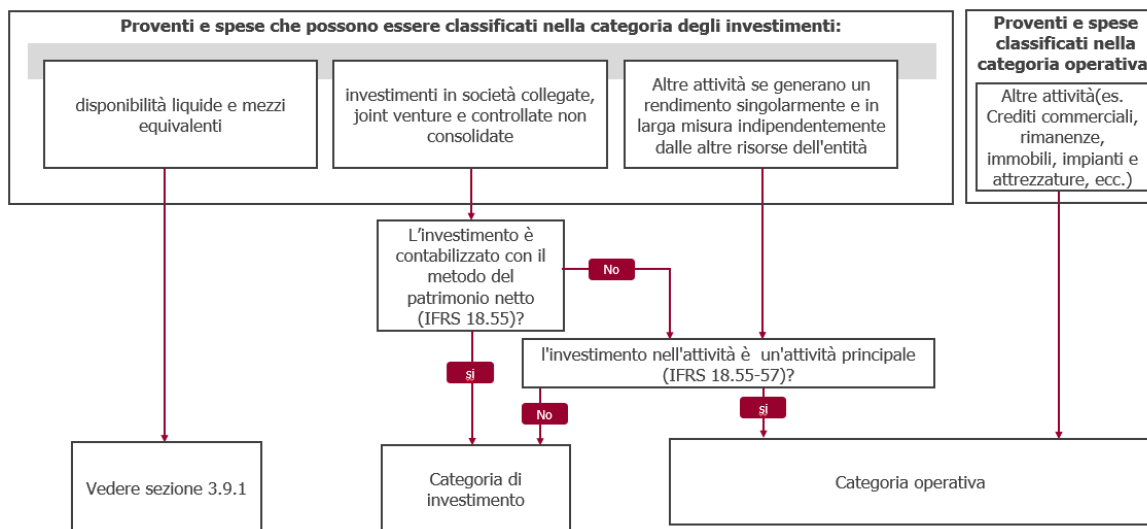 Proventi e spese che possono essere classificati nella categoria degli investimenti:
disponibilità liquide e mezzi
equivalenti
investimenti in società collegate,
joint venture e controllate non
consolidate
Altre attività se generano un
rendimento singolarmente e in
larga misura indipendentemente
dalle altre risorse dell'entità
Proventi e spese
classificati nella
categoria operativa
Altre attività(es.
Crediti commerciali,
rimanenze,
immobili, impianti e
attrezzature, ecc.)
L'investimento è
contabilizzato con il
metodo del
patrimonio netto
(IFRS 18.55)?
No
l'investimento nell'attività è  un'attività principale
(IFRS 18.55-57)?
si
No
si
Vedere sezione 3.9.1
Categoria di
investimento
Categoria operativa